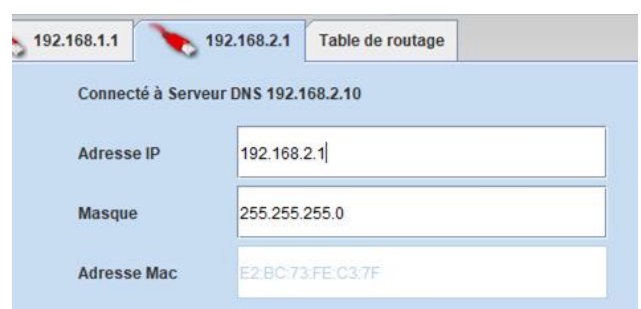 192.168.1.1 192.168.2.1 Table de routage
Connecté à Serveur DNS 192.168.2.10
Adresse IP 192.168.2.1
Masque 255.255.255.0
Adresse Mac E2:BC:73:FE:C3:7F